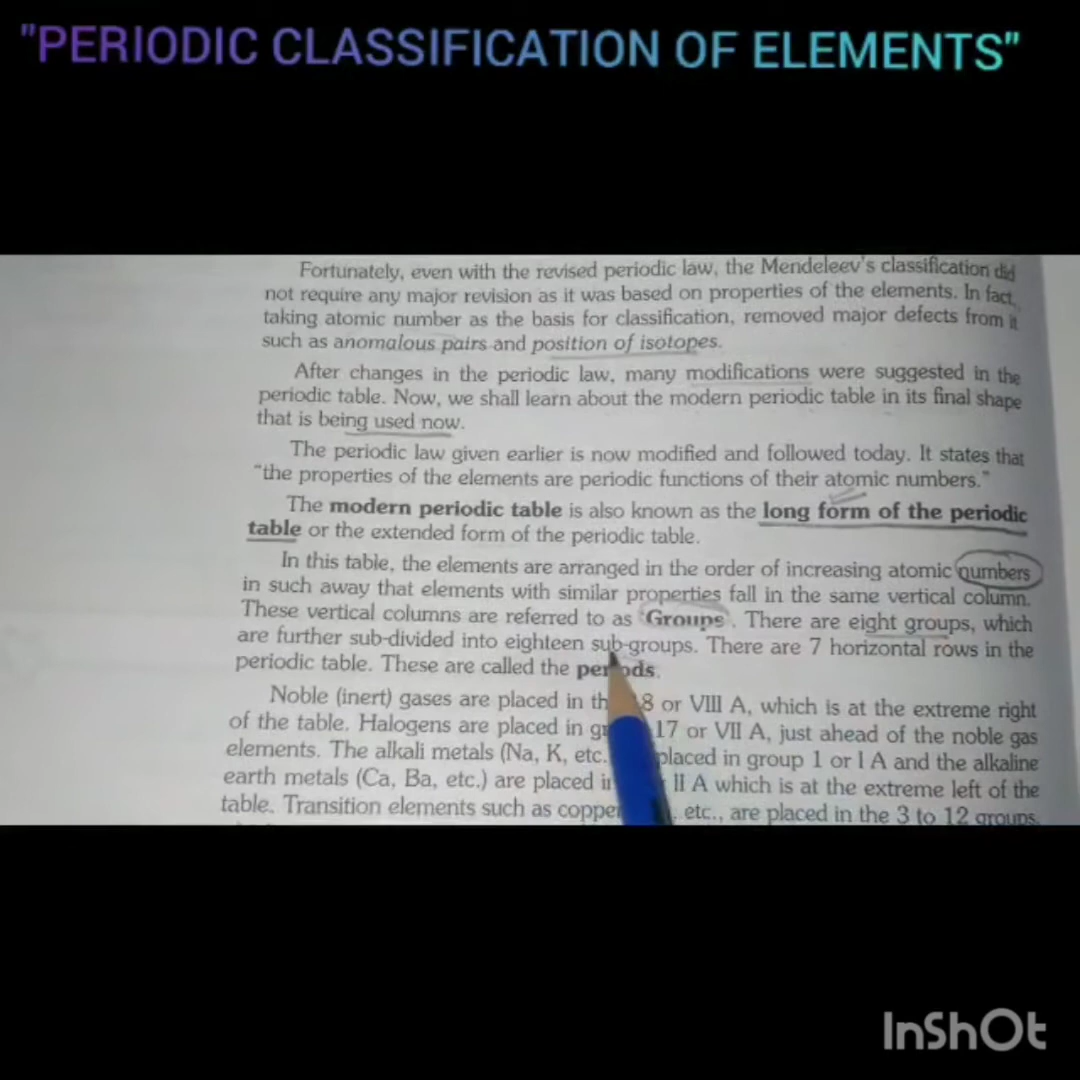 "PERIODIC CLASSIFICATION OF ELEMENTS"
Fortunately, even with the revised periodic law, the Mendeleev's classification did
not require any major revision as it was based on properties of the elements. In fact,
taking atomic number as the basis for classification, removed major defects from it
such as anomalous pairs and position of isotopes.
After changes in the periodic law, many modifications were suggested in the
periodic table. Now, we shall learn about the modern periodic table in its final shape
that is being used now.
The periodic law given earlier is now modified and followed today. It states that
"the properties of the elements are periodic functions of their atomic numbers."
The modern periodic table is also known as the long form of the periodic
table or the extended form of the periodic table.
In this table, the elements are arranged in the order of increasing atomic numbers
in such away that elements with similar properties fall in the same vertical column.
These vertical columns are referred to as 'Groups'. There are eight groups, which
are further sub-divided into eighteen sub-groups. There are 7 horizontal rows in the
periodic table. These are called the periods.
Noble (inert) gases are placed in 8 or VIII A, which is at the extreme right
of the table. Halogens are placed in 17 or VII A, just ahead of the noble gas
elements. The alkali metals (Na, K, etc. placed in group 1 or I A and the alkaline
earth metals (Ca, Ba, etc.) are placed II A which is at the extreme left of the
table. Transition elements such as etc., are placed in the 3 to 12 groups.
InShOt